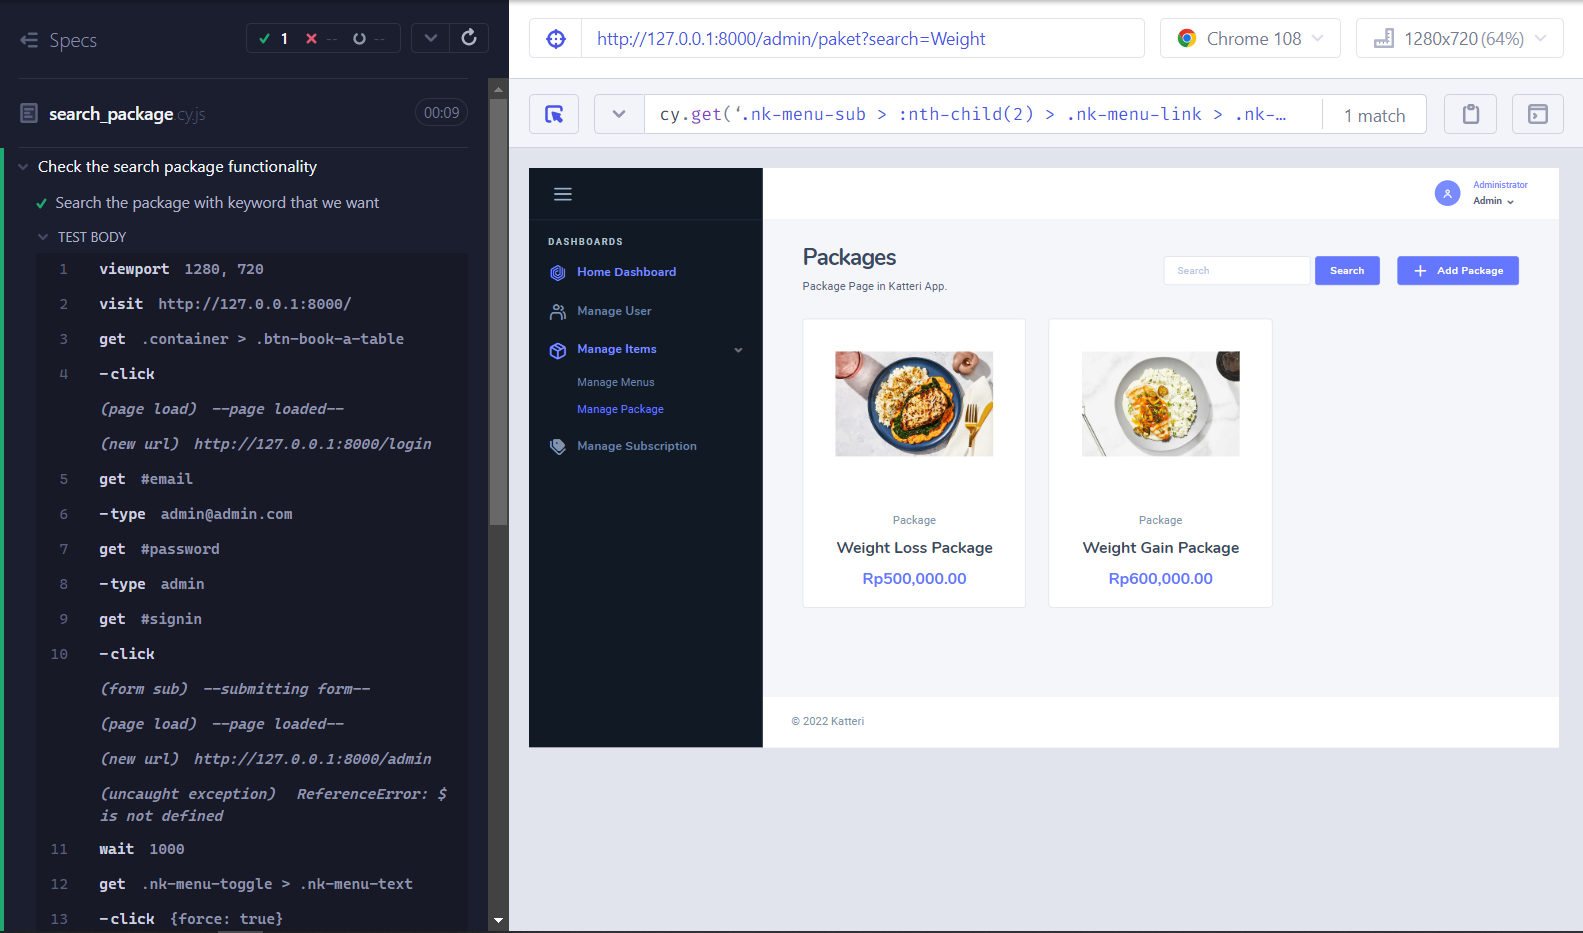 Specs
1 -- --
search_package.cy.js 00:09
Check the search package functionality
Search the package with keyword that we want
TEST BODY
1 viewport 1280, 720
2 visit http://127.0.0.1:8000/
3 get .container > .btn-book-a-table
4 -click
(page load) --page loaded--
(new url) http://127.0.0.1:8000/login
5 get #email
6 -type admin@admin.com
7 get #password
8 -type admin
9 get #signin
10 -click
(form sub) --submitting form--
(page load) --page loaded--
(new url) http://127.0.0.1:8000/admin
(uncaught exception) ReferenceError: $
is not defined
11 wait 1000
12 get .nk-menu-toggle > .nk-menu-text
13 -click {force: true}
http://127.0.0.1:8000/admin/paket?search=Weight
Chrome 108
1280x720 (64%)
cy.get('.nk-menu-sub > :nth-child(2) > .nk-menu-link > .nk-…
1 match
DASHBOARDS
Home Dashboard
Manage User
Manage Items
Manage Menus
Manage Package
Manage Subscription
Administrator
Admin
Packages
Package Page in Katteri App.
Search
Search
Add Package
Package
Weight Loss Package
Rp500,000.00
Package
Weight Gain Package
Rp600,000.00
© 2022 Katteri